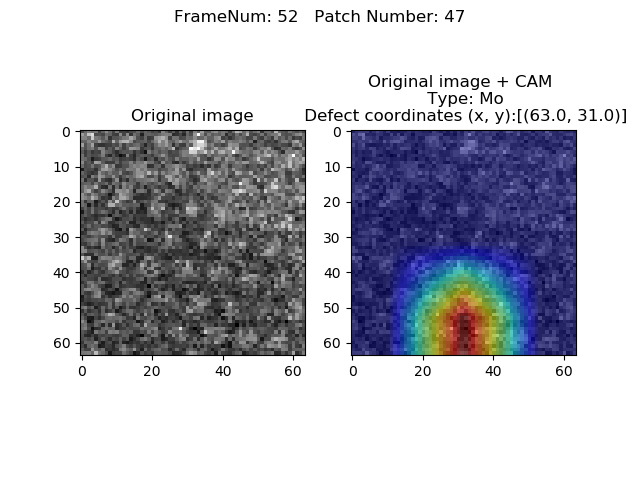 FrameNum: 52   Patch Number: 47
Original image
Original image + CAM
Type: Mo
Defect coordinates (x, y):[(63.0, 31.0)]
0
10
20
30
40
50
60
0 20 40 60
0
10
20
30
40
50
60
0 20 40 60